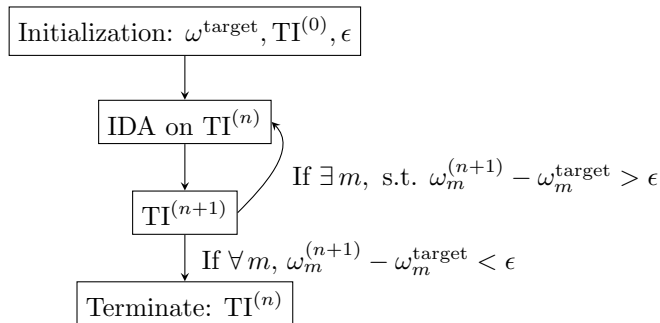 Initialization: ω^target, TI^(0), ϵ
IDA on TI^(n)
If ∃ m, s.t. ω_m^(n+1) − ω_m^target > ϵ
TI^(n+1)
If ∀ m, ω_m^(n+1) − ω_m^target < ϵ
Terminate: TI^(n)